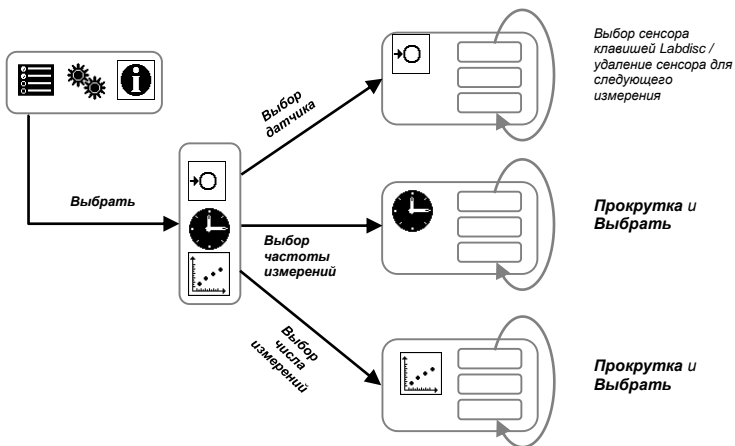 Выбор сенсора
клавишей Labdisc /
удаление сенсора для
следующего
измерения
Выбор
датчика
Выбрать
Прокрутка и
Выбрать
Выбор
частоты
измерений
Выбор
числа
измерений
Прокрутка и
Выбрать